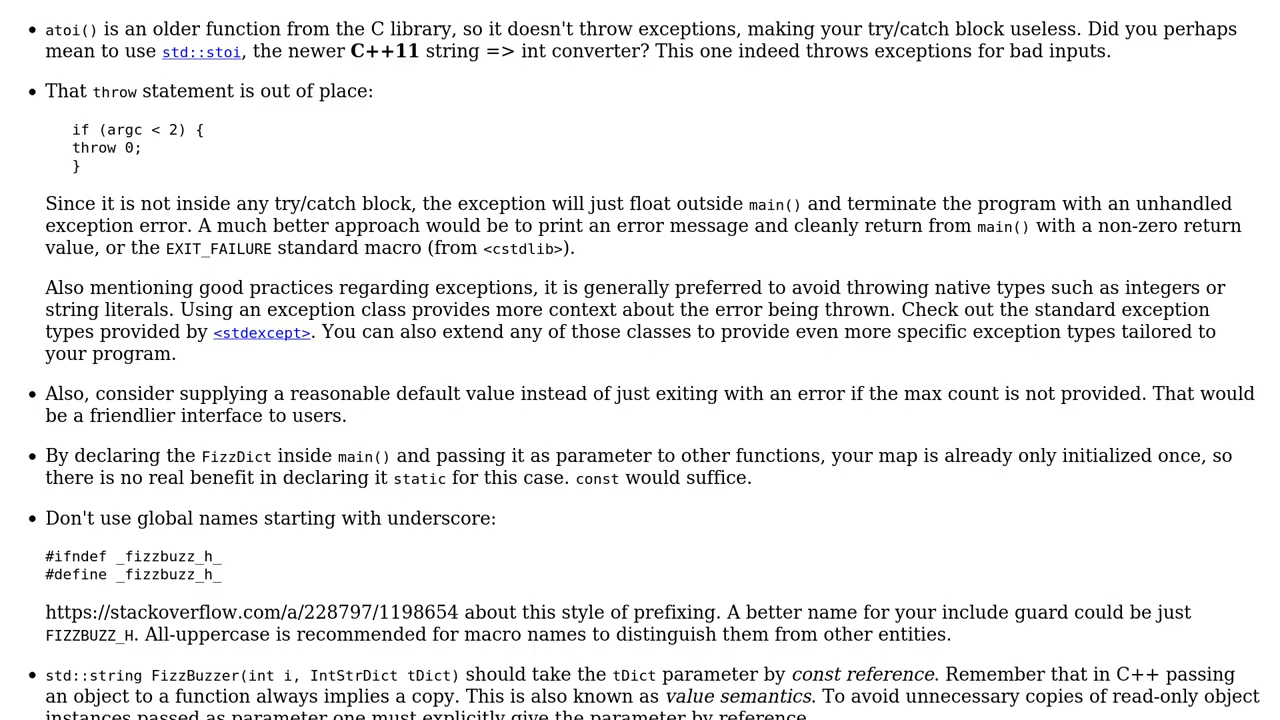 • atoi() is an older function from the C library, so it doesn't throw exceptions, making your try/catch block useless. Did you perhaps
mean to use std::stoi, the newer C++11 string => int converter? This one indeed throws exceptions for bad inputs.
• That throw statement is out of place:
if (argc < 2) {
throw 0;
}
Since it is not inside any try/catch block, the exception will just float outside main() and terminate the program with an unhandled
exception error. A much better approach would be to print an error message and cleanly return from main() with a non-zero return
value, or the EXIT_FAILURE standard macro (from <cstdlib>).
Also mentioning good practices regarding exceptions, it is generally preferred to avoid throwing native types such as integers or
string literals. Using an exception class provides more context about the error being thrown. Check out the standard exception
types provided by <stdexcept>. You can also extend any of those classes to provide even more specific exception types tailored to
your program.
• Also, consider supplying a reasonable default value instead of just exiting with an error if the max count is not provided. That would
be a friendlier interface to users.
• By declaring the FizzDict inside main() and passing it as parameter to other functions, your map is already only initialized once, so
there is no real benefit in declaring it static for this case. const would suffice.
• Don't use global names starting with underscore:
#ifndef _fizzbuzz_h_
#define _fizzbuzz_h_
https://stackoverflow.com/a/228797/1198654 about this style of prefixing. A better name for your include guard could be just
FIZZBUZZ_H. All-uppercase is recommended for macro names to distinguish them from other entities.
• std::string FizzBuzzer(int i, IntStrDict tDict) should take the tDict parameter by const reference. Remember that in C++ passing
an object to a function always implies a copy. This is also known as value semantics. To avoid unnecessary copies of read-only object
instances passed as parameter one must explicitly give the parameter by reference.